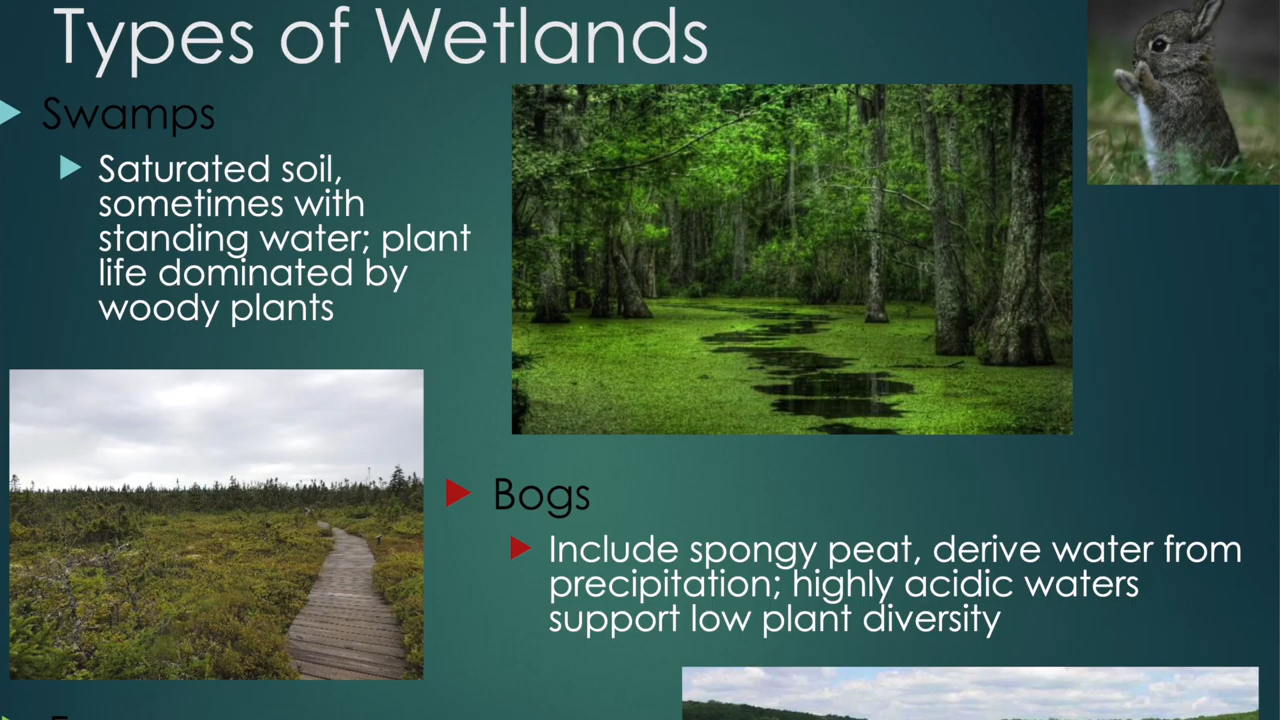 Types of Wetlands
Swamps
Saturated soil,
sometimes with
standing water; plant
life dominated by
woody plants
Bogs
Include spongy peat, derive water from
precipitation; highly acidic waters
support low plant diversity